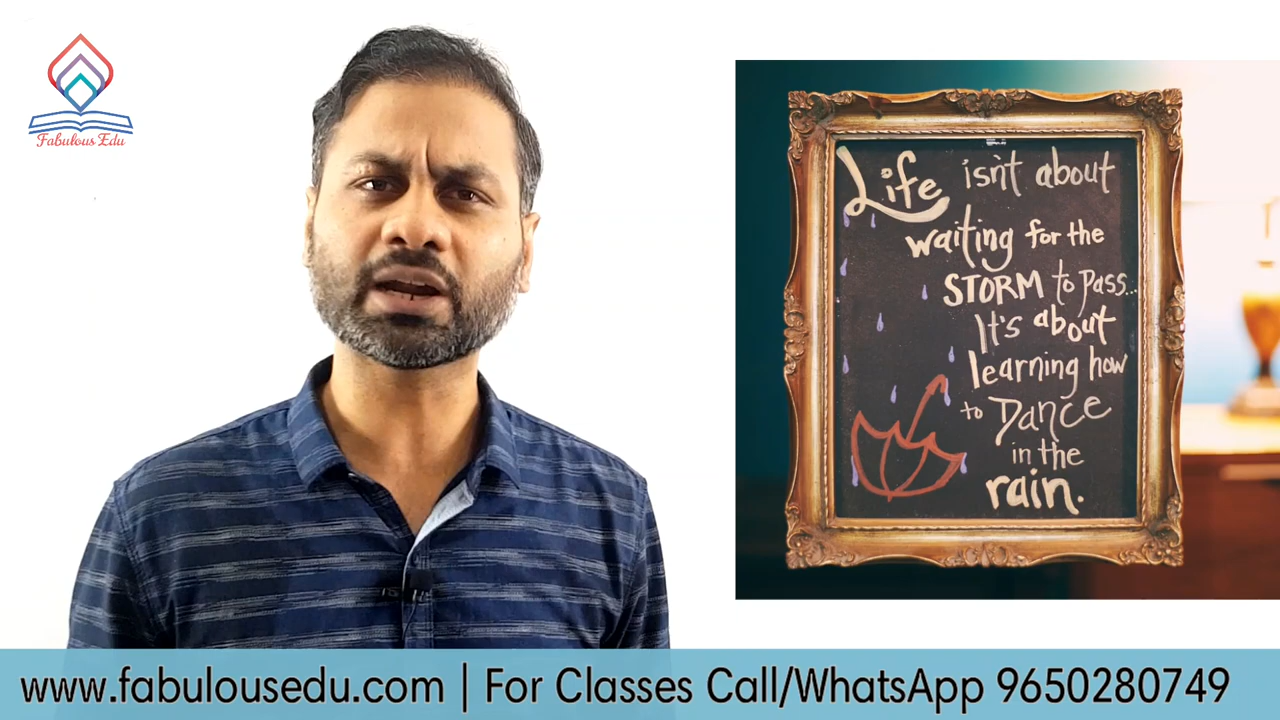 Fabulous Edu
Life isn't about
waiting for the
STORM to pass...
It's about
learning how
to Dance
in the
rain.
www.fabulousedu.com | For Classes Call/WhatsApp 9650280749